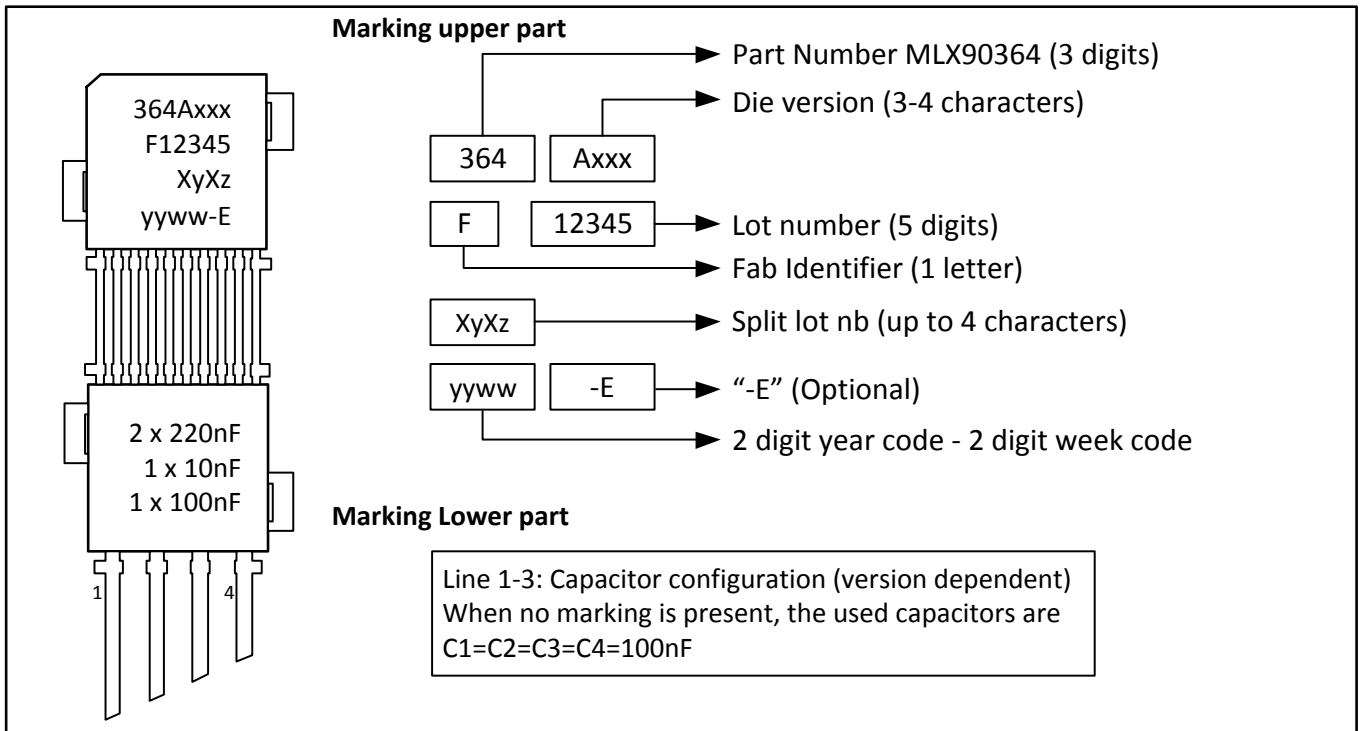 Marking upper part
364Axxx
F12345
XyXz
yyww-E
2 x 220nF
1 x 10nF
1 x 100nF
1
4
Part Number MLX90364 (3 digits)
Die version (3-4 characters)
364
Axxx
F
12345
Lot number (5 digits)
Fab Identifier (1 letter)
XyXz
Split lot nb (up to 4 characters)
yyww
-E
“-E” (Optional)
2 digit year code - 2 digit week code
Marking Lower part
Line 1-3: Capacitor configuration (version dependent)
When no marking is present, the used capacitors are
C1=C2=C3=C4=100nF